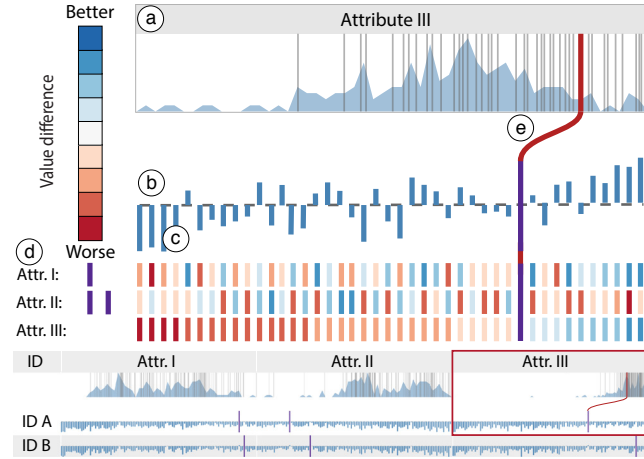 Better
a
Attribute III
Value difference
e
b
c
d
Worse
Attr. I:
Attr. II:
Attr. III:
ID
Attr. I
Attr. II
Attr. III
ID A
ID B